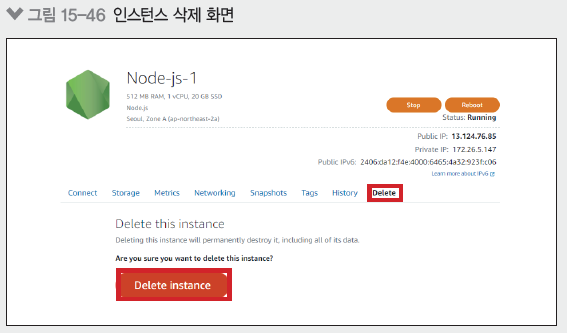 그림 15-46 인스턴스 삭제 화면
Node-js-1
512 MB RAM, 1 vCPU, 20 GB SSD
Node.js
Seoul, Zone A (ap-northeast-2a)
Stop
Reboot
Status: Running
Public IP: 13.124.76.85
Private IP: 172.26.5.147
Public IPv6: 2406:da12:f4e:4000:6465:4a32:923f:c06
Learn more about IPv6
Connect Storage Metrics Networking Snapshots Tags History Delete
Delete this instance
Deleting this instance will permanently destroy it, including all of its data.
Are you sure you want to delete this instance?
Delete instance